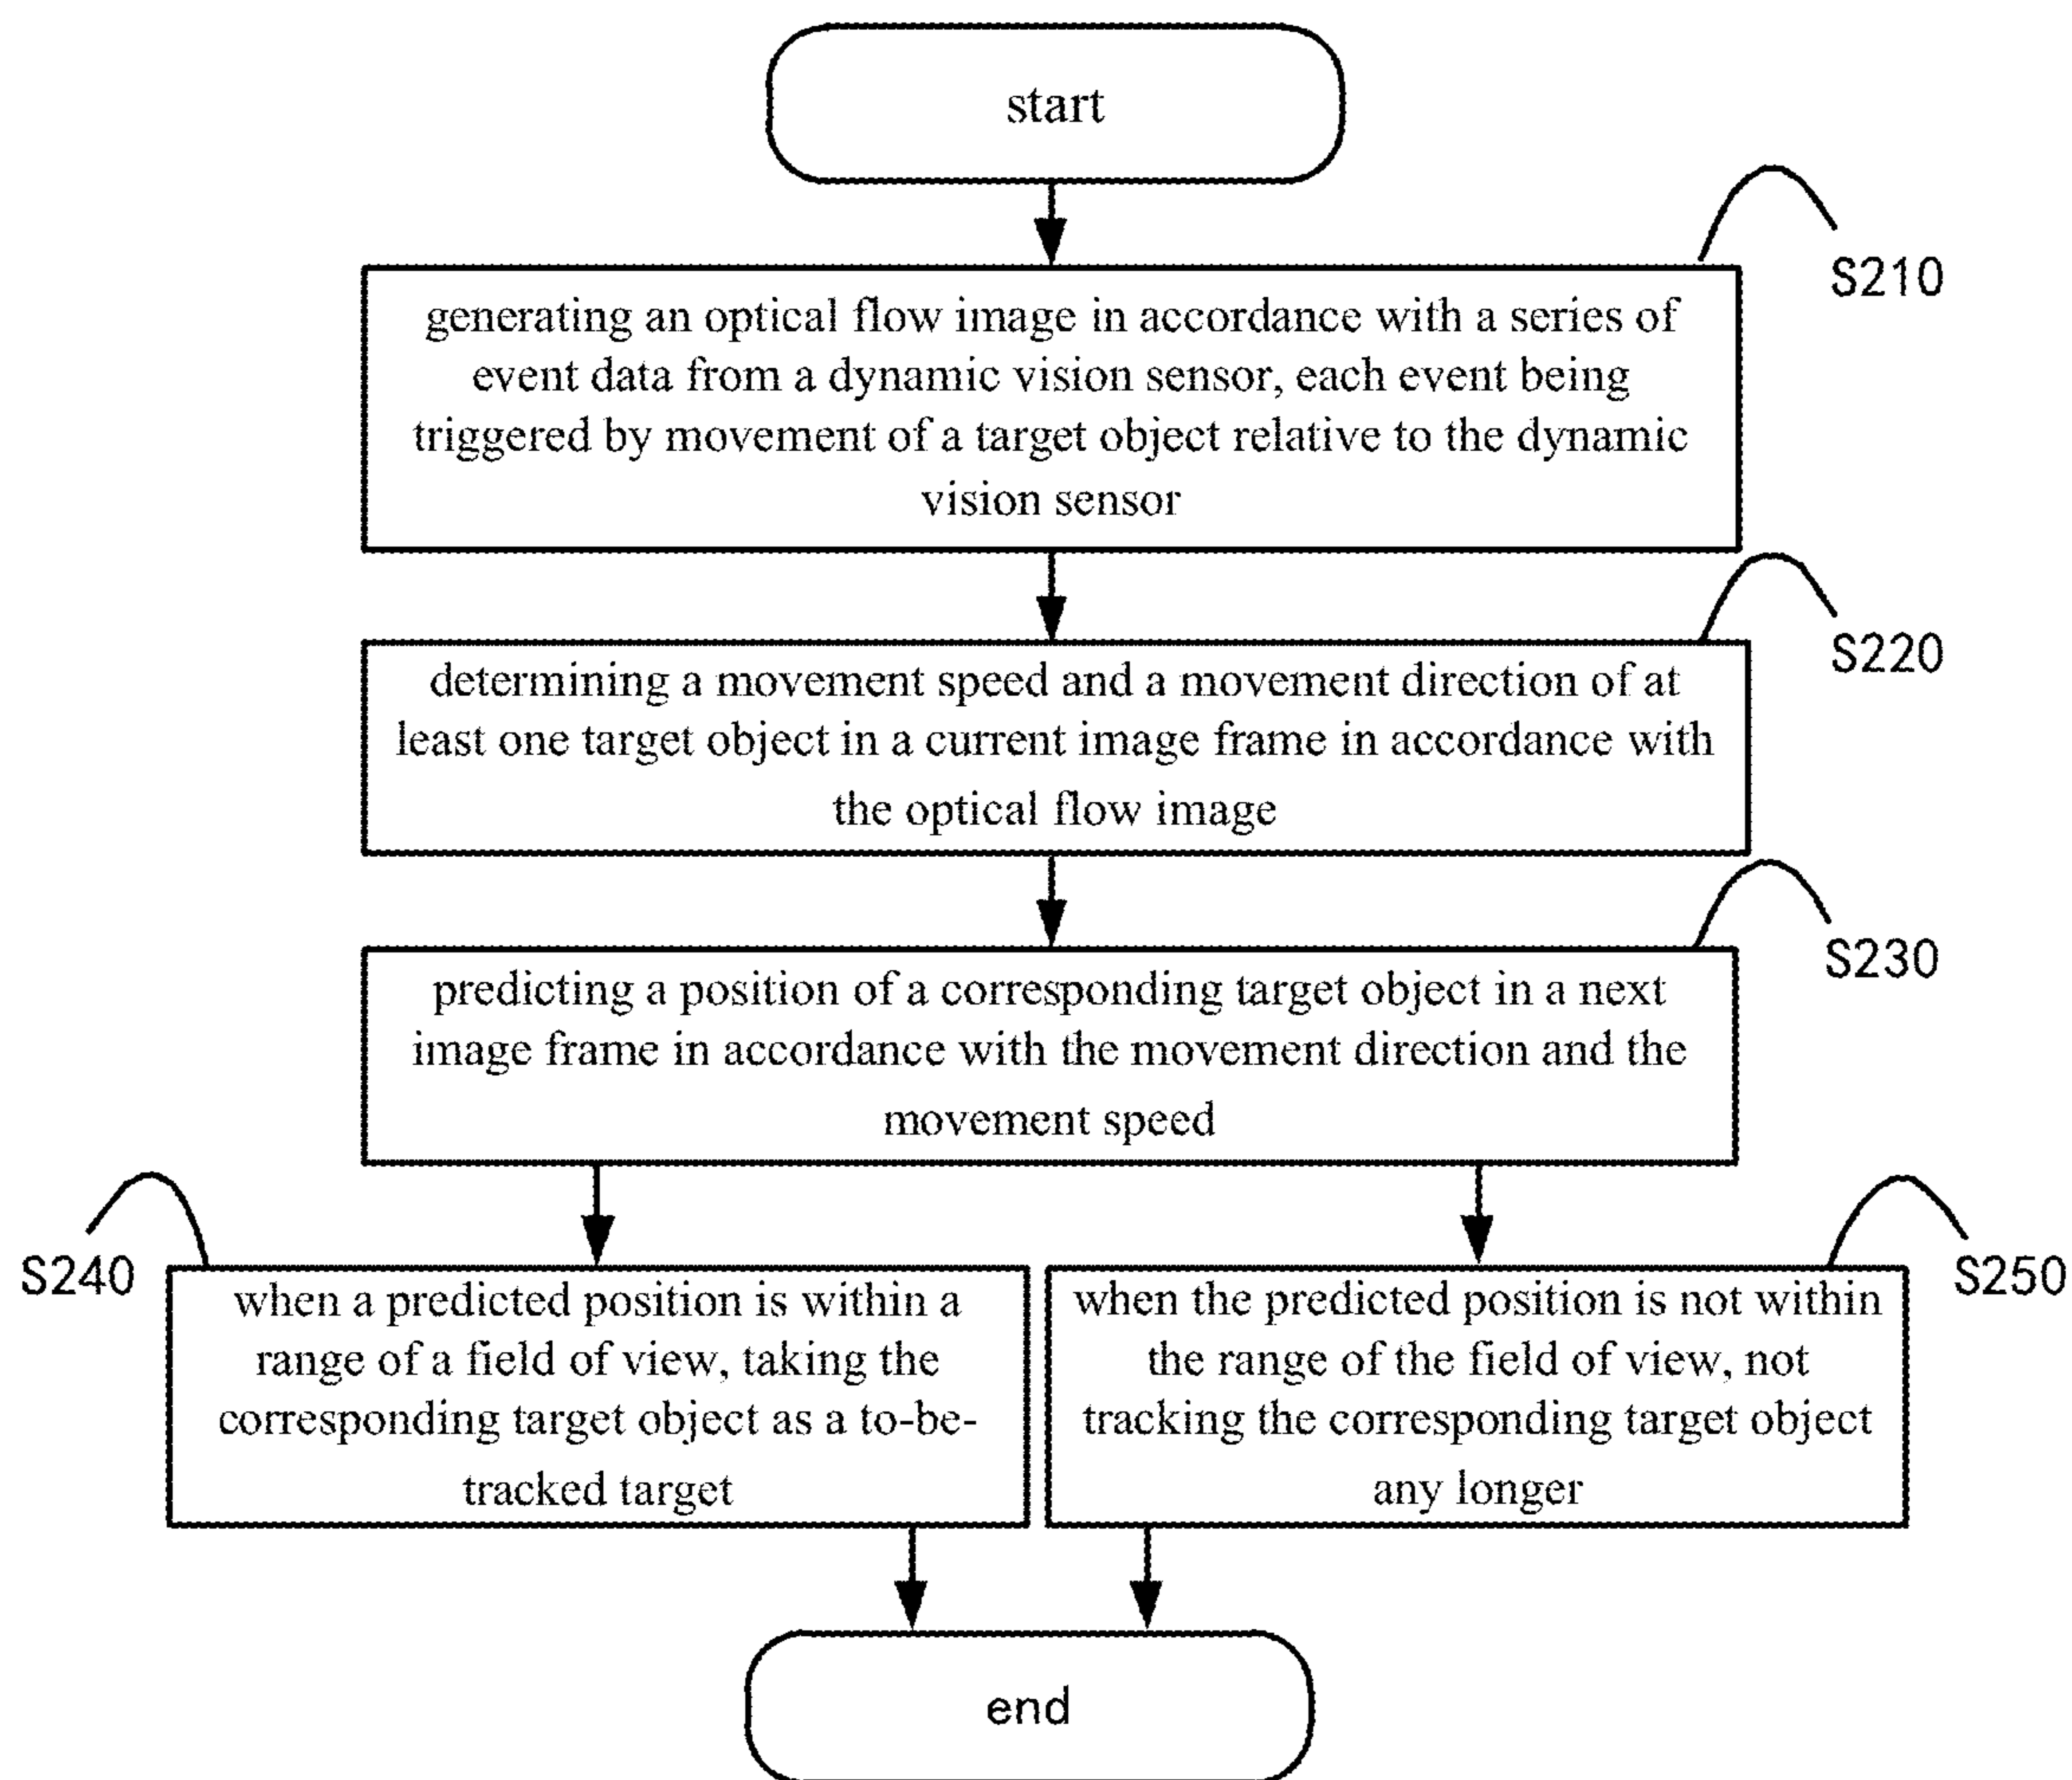 start
S210
generating an optical flow image in accordance with a series of
event data from a dynamic vision sensor, each event being
triggered by movement of a target object relative to the dynamic
vision sensor
S220
determining a movement speed and a movement direction of at
least one target object in a current image frame in accordance with
the optical flow image
S230
predicting a position of a corresponding target object in a next
image frame in accordance with the movement direction and the
movement speed
S240
when a predicted position is within a
range of a field of view, taking the
corresponding target object as a to-be-
tracked target
S250
when the predicted position is not within
the range of the field of view, not
tracking the corresponding target object
any longer
end